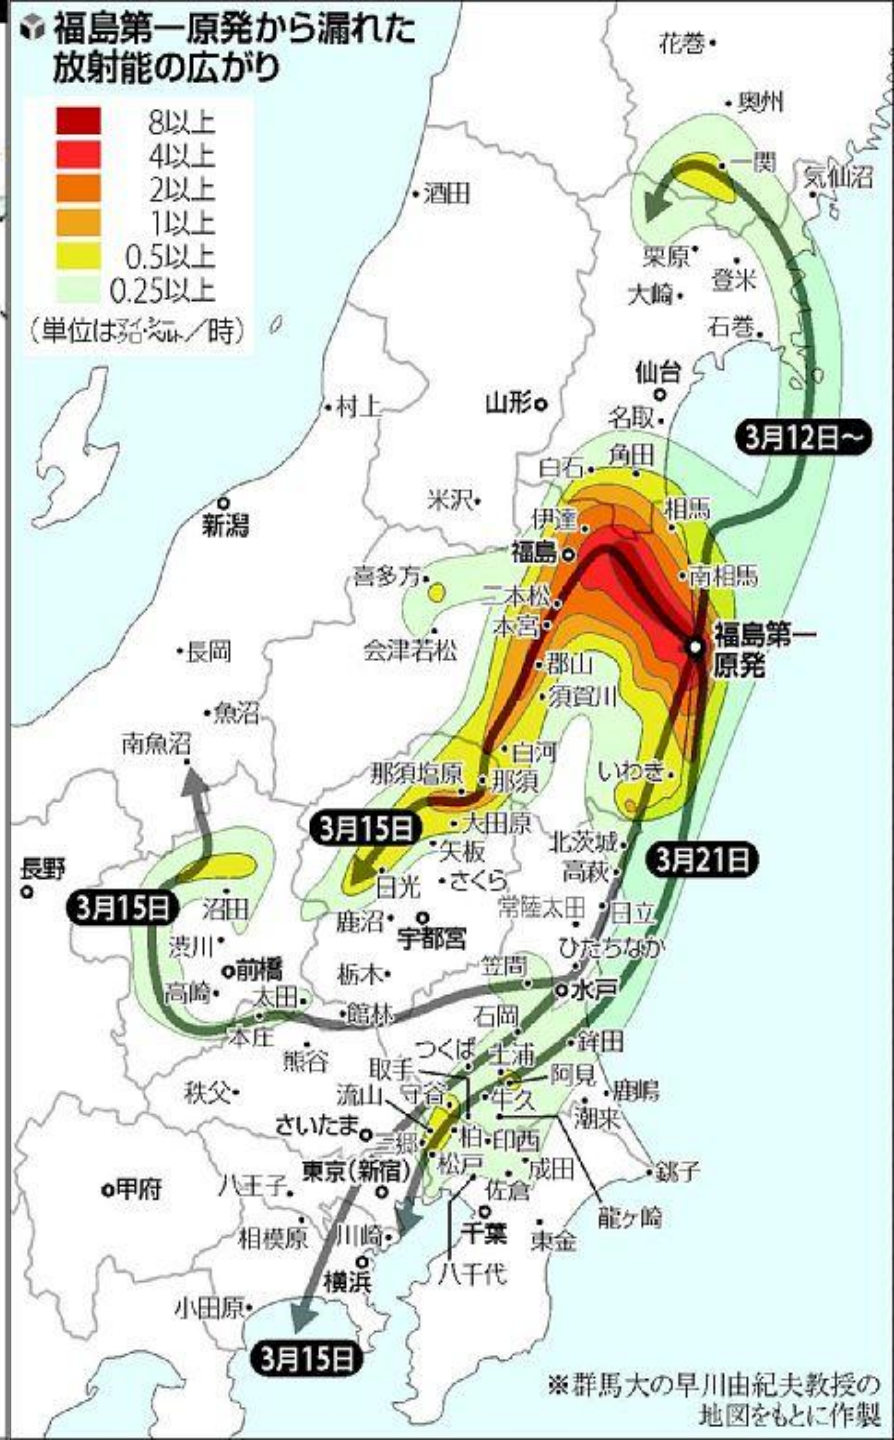 福島第一原発から漏れた
放射能の広がり
8以上
4以上
2以上
1以上
0.5以上
0.25以上
(単位はマイクロ・シーベルト/時)
花巻
奥州
一関
気仙沼
酒田
栗原
登米
大崎
石巻
仙台
村上
山形
名取
3月12日〜
白石
角田
米沢
新潟
伊達
相馬
福島
喜多方
南相馬
二本松
本宮
福島第一
原発
会津若松
長岡
郡山
須賀川
魚沼
南魚沼
白河
那須塩原
那須
いわき
3月15日
大田原
矢板
北茨城
3月21日
長野
日光
さくら
高萩
3月15日
沼田
常陸太田
日立
鹿沼
宇都宮
渋川
ひたちなか
前橋
栃木
笠間
高崎
太田
水戸
館林
石岡
本庄
熊谷
つくば
土浦
鉾田
取手
阿見
秩父
流山
守谷
牛久
鹿嶋
潮来
さいたま
三郷
柏
印西
東京(新宿)
松戸
成田
銚子
甲府
八王子
佐倉
龍ヶ崎
相模原
川崎
千葉
東金
横浜
八千代
小田原
3月15日
※群馬大の早川由紀夫教授の
地図をもとに作製